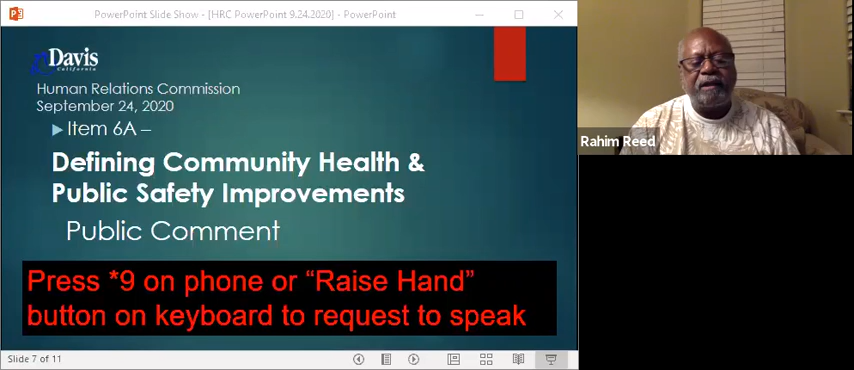 PowerPoint Slide Show - [HRC PowerPoint 9,24.2020] - PowerPoint
Davis
California
Human Relations Commission
September 24, 2020
Item 6A –
Defining Community Health &
Public Safety Improvements
Public Comment
Press *9 on phone or “Raise Hand”
button on keyboard to request to speak
Slide 7 of 11
Rahim Reed